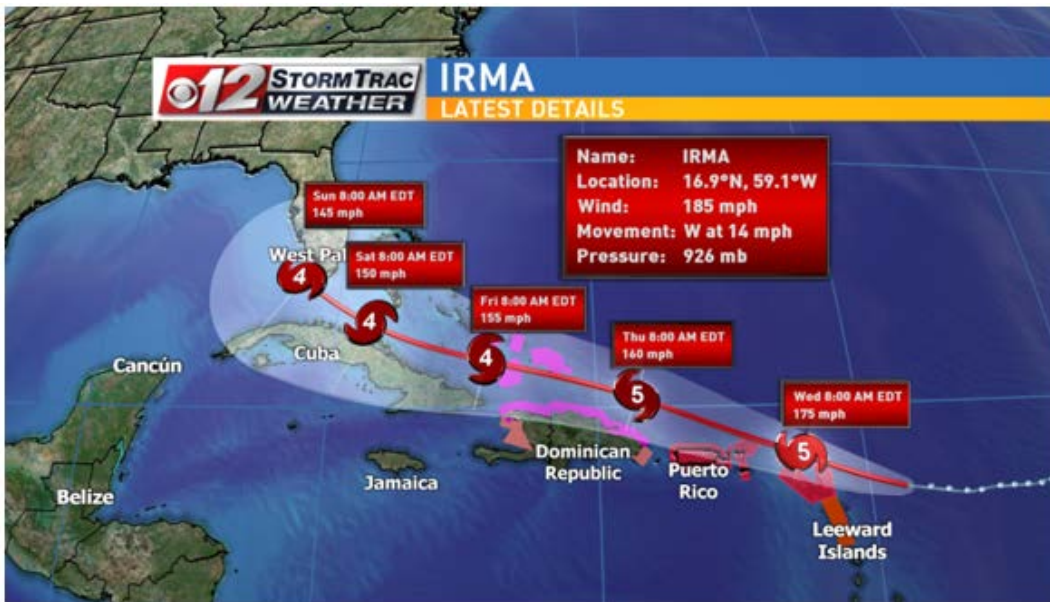 12 STORMTRAC
WEATHER
IRMA
LATEST DETAILS
Name: IRMA
Location: 16.9°N, 59.1°W
Wind: 185 mph
Movement: W at 14 mph
Pressure: 926 mb
Sun 8:00 AM EDT
145 mph
West Pal
Sat 8:00 AM EDT
150 mph
4
4
Fri 8:00 AM EDT
155 mph
4
Thu 8:00 AM EDT
160 mph
5
Wed 8:00 AM EDT
175 mph
5
Cancún
Cuba
Belize
Jamaica
Dominican
Republic
Puerto
Rico
Leeward
Islands